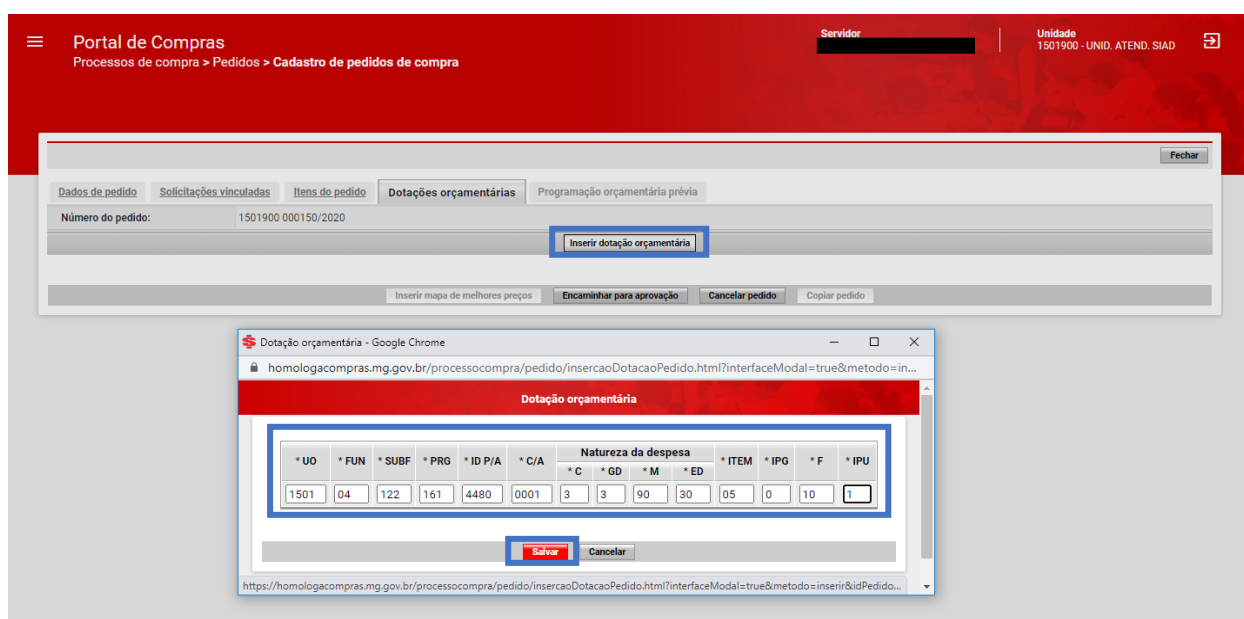 Portal de Compras
Processos de compra > Pedidos > Cadastro de pedidos de compra
Servidor
Unidade
1501900 - UNID. ATEND. SIAD
Fechar
Dados de pedido Solicitações vinculadas Itens do pedido Dotações orçamentárias Programação orçamentária prévia
Número do pedido: 1501900 000150/2020
Inserir dotação orçamentária
Inserir mapa de melhores preços Encaminhar para aprovação Cancelar pedido Copiar pedido
Dotação orçamentária - Google Chrome
homologacompras.mg.gov.br/processocompra/pedido/insercaoDotacaoPedido.html?interfaceModal=true&metodo=in...
Dotação orçamentária
Natureza da despesa
* UO * FUN * SUBF * PRG * ID P/A * C/A * ITEM * IPG * F * IPU
* C * GD * M * ED
1501 04 122 161 4480 0001 3 3 90 30 05 0 10 1
Salvar Cancelar
https://homologacompras.mg.gov.br/processocompra/pedido/insercaoDotacaoPedido.html?interfaceModal=true&metodo=inserir&idPedido...